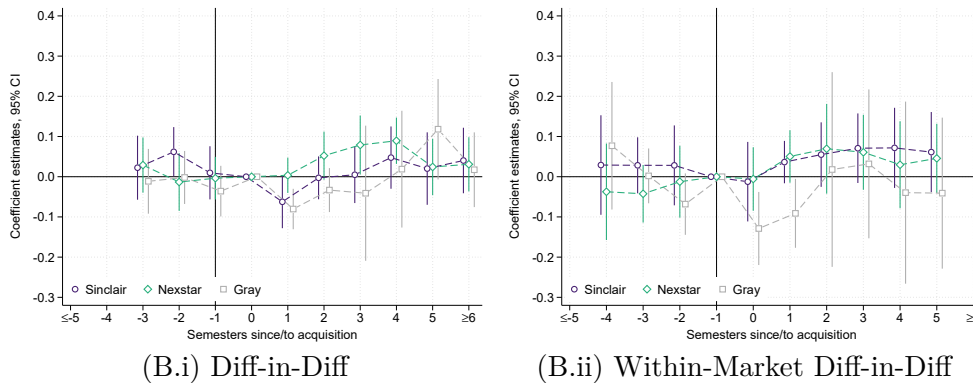 0.4
0.3
0.2
0.1
0.0
-0.1
-0.2
-0.3
Coefficient estimates, 95% CI
Sinclair Nexstar Gray
≤-5 -5 -3 -2 -1 0 1 2 3 4 5 ≥6
Semesters since/to acquisition
(B.i) Diff-in-Diff
0.4
0.3
0.2
0.1
0.0
-0.1
-0.2
-0.3
Coefficient estimates, 95% CI
Sinclair Nexstar Gray
≤-5 -4 -3 -2 -1 0 1 2 3 4 5 ≥
Semesters since/to acquisition
(B.ii) Within-Market Diff-in-Diff